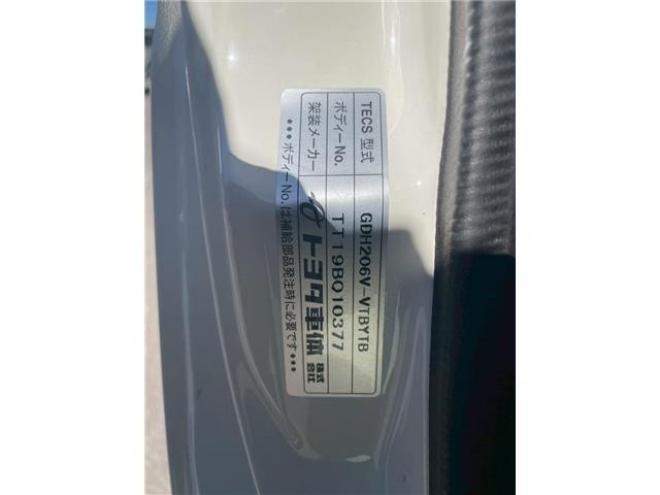 TECS 型式 GDH206V-VTBYTB
ボディーNo. TT19B010377
架装メーカー トヨタ車体 株式会社
●●●ボディーNo.は補給部品発注時に必要です●●●